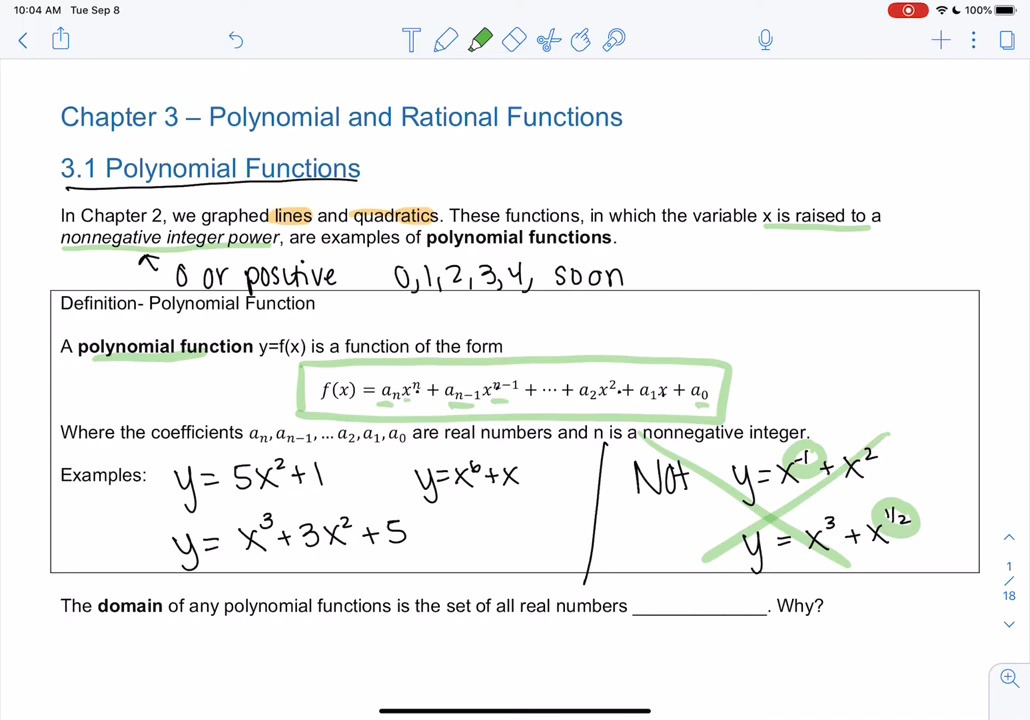 10:04 AM Tue Sep 8
100%
Chapter 3 – Polynomial and Rational Functions
3.1 Polynomial Functions
In Chapter 2, we graphed lines and quadratics. These functions, in which the variable x is raised to a
nonnegative integer power, are examples of polynomial functions.
0 or positive 0,1,2,3,4, soon
Definition- Polynomial Function
A polynomial function y=f(x) is a function of the form
f(x) = aₙxⁿ + aₙ₋₁xⁿ⁻¹ + ⋯ + a₂x² + a₁x + a₀
Where the coefficients aₙ, aₙ₋₁, … a₂, a₁, a₀ are real numbers and n is a nonnegative integer.
Examples: y = 5x² + 1 y = x⁶ + x Not y = x⁻¹ + x²
y = x³ + 3x² + 5 y = x³ + x^1/2
The domain of any polynomial functions is the set of all real numbers ______________. Why?
1
/
18